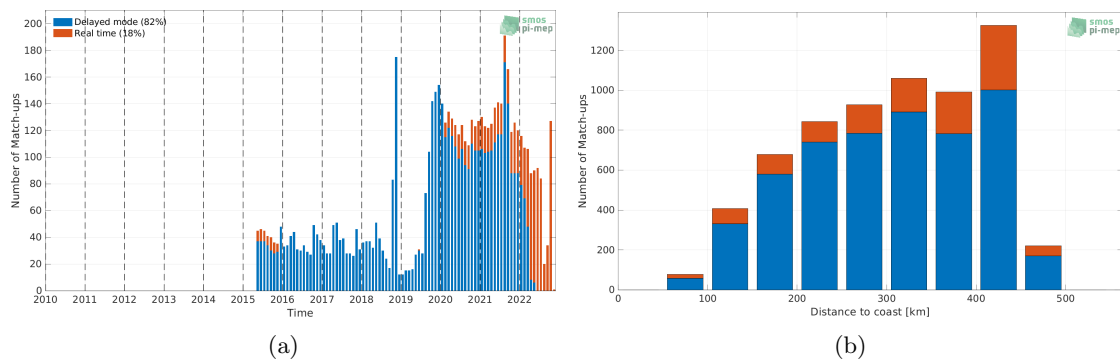 Delayed mode (82%)
Real time (18%)
smos
pi-mep
Number of Match-ups
200
180
160
140
120
100
80
60
40
20
0
2010 2011 2012 2013 2014 2015 2016 2017 2018 2019 2020 2021 2022
Time
(a)
smos
pi-mep
Number of Match-ups
1200
1000
800
600
400
200
0
0 100 200 300 400 500
Distance to coast [km]
(b)